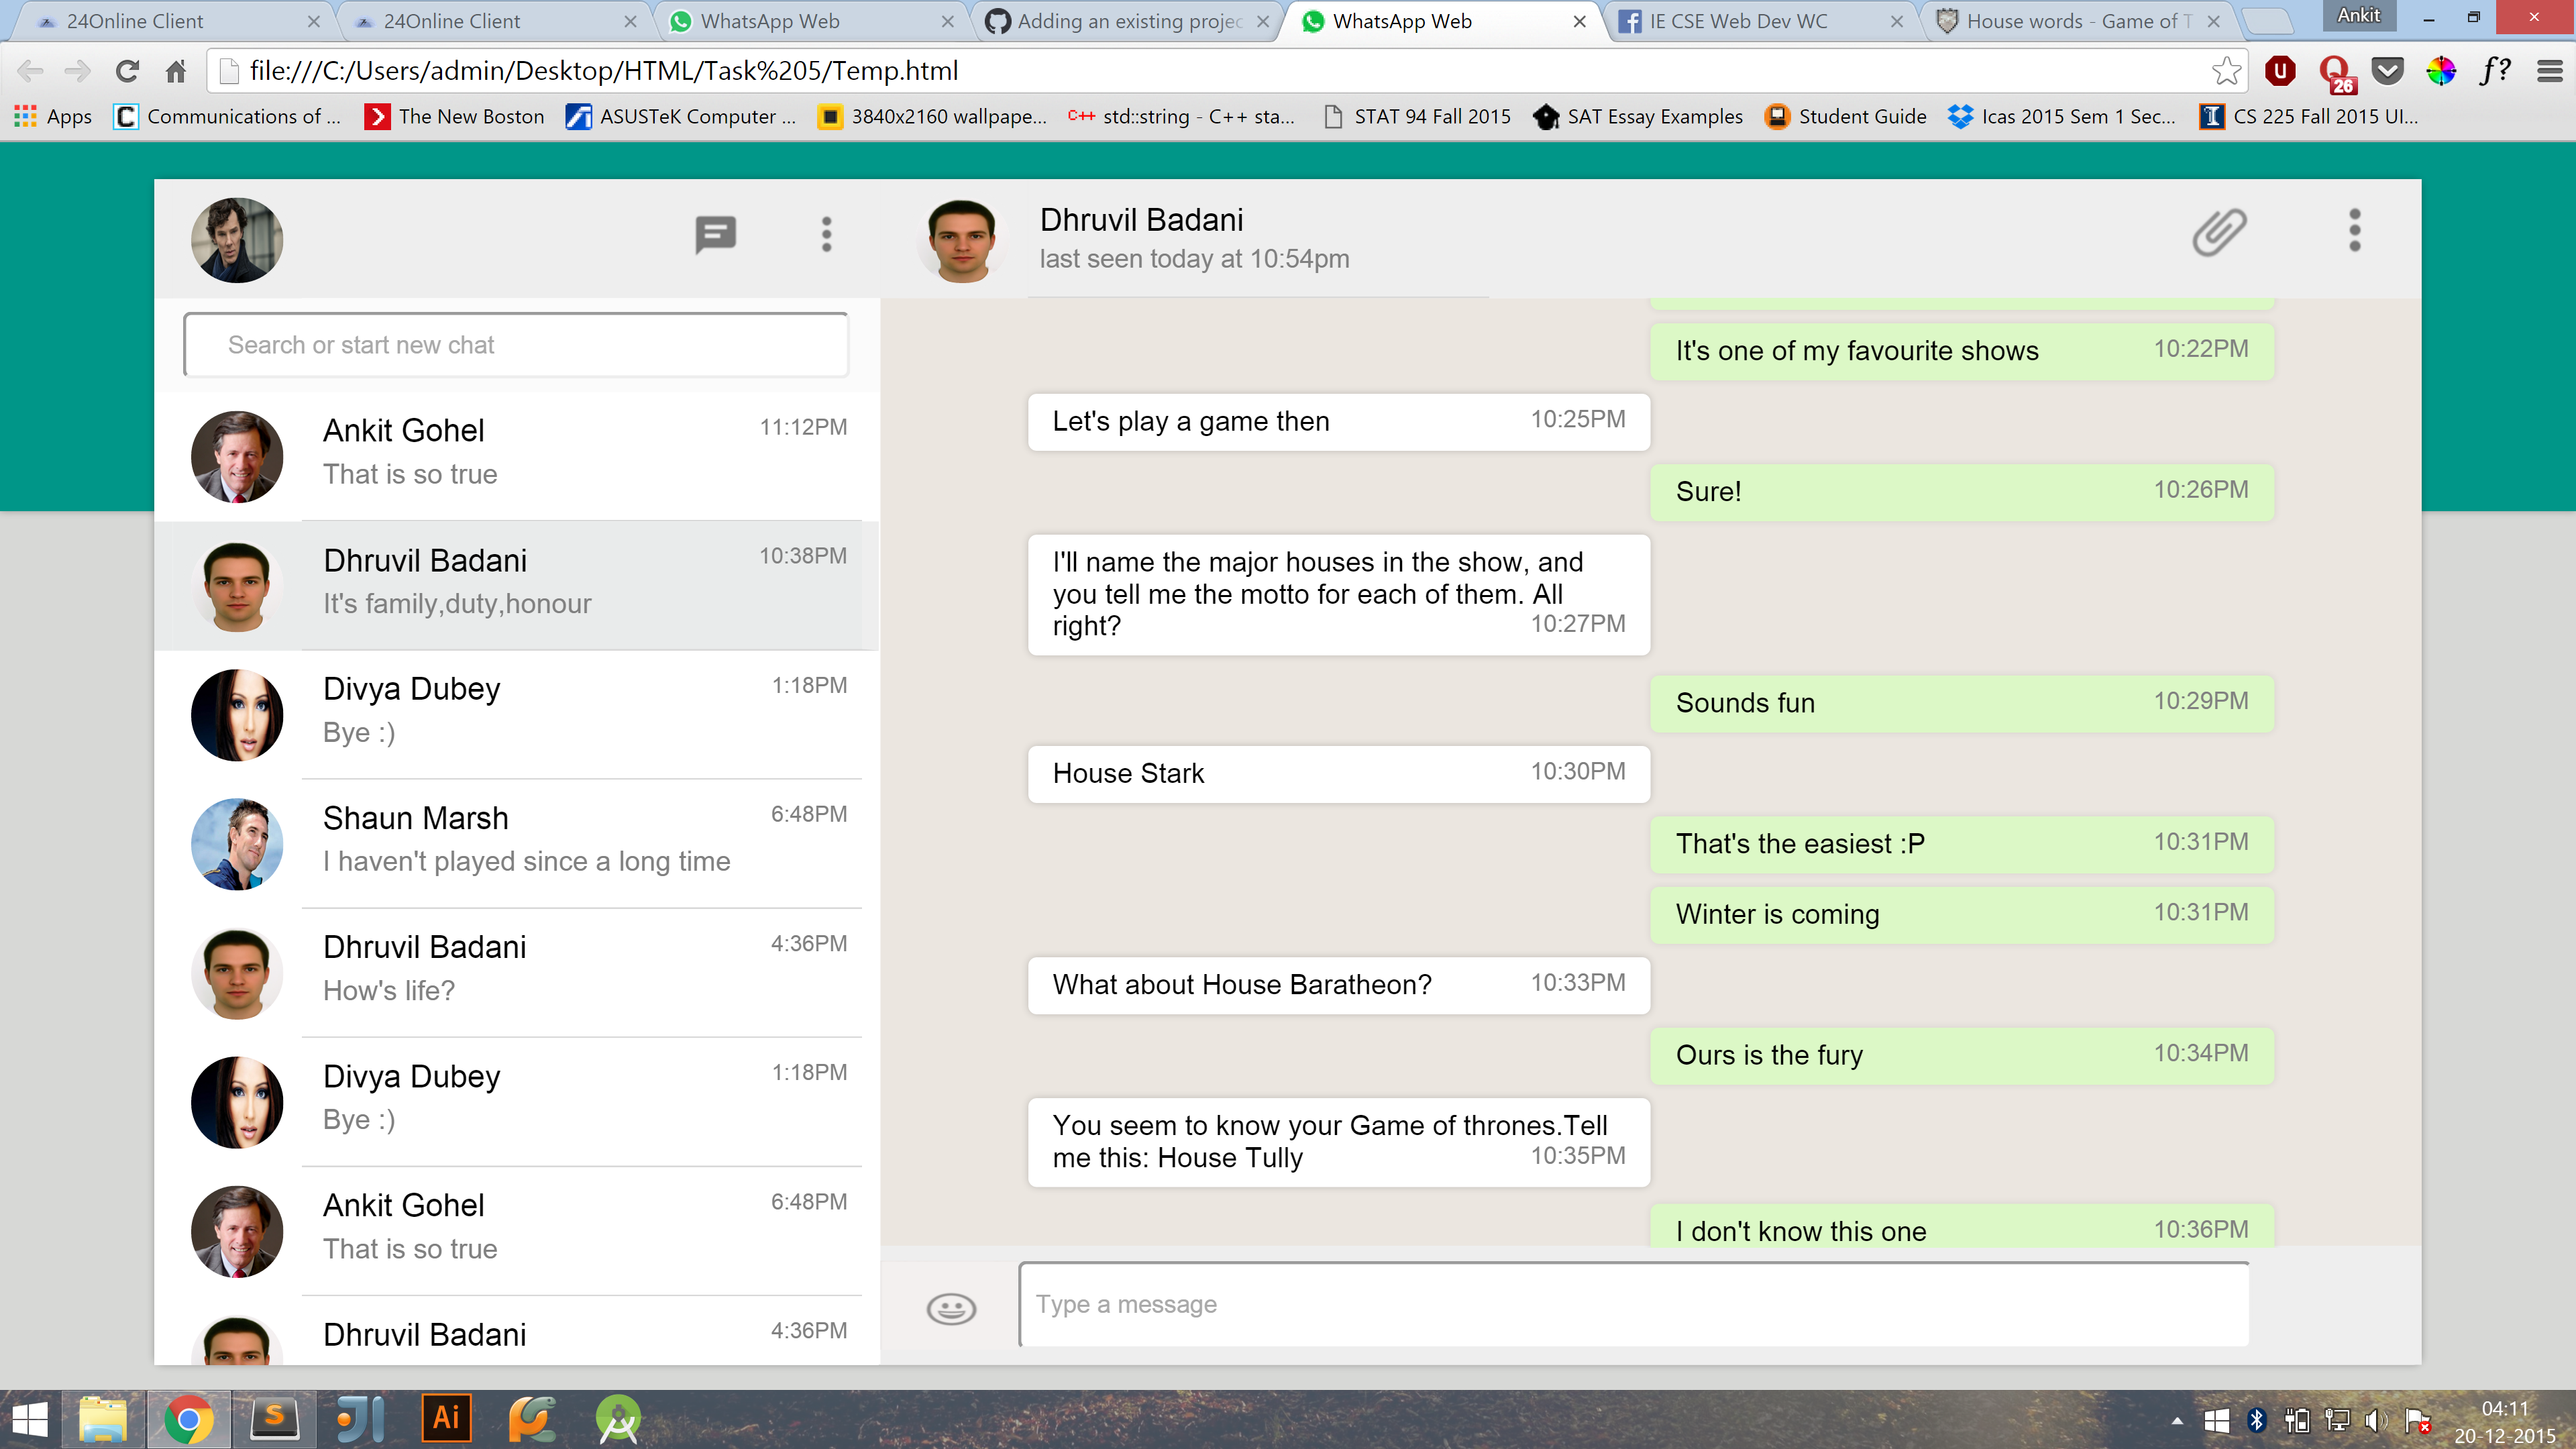 24Online Client
24Online Client
WhatsApp Web
Adding an existing projec
WhatsApp Web
IE CSE Web Dev WC
House words - Game of T
Ankit
file:///C:/Users/admin/Desktop/HTML/Task%205/Temp.html
26
f?
Apps
Communications of ...
The New Boston
ASUSTeK Computer ...
3840x2160 wallpape...
C++ std::string - C++ sta...
STAT 94 Fall 2015
SAT Essay Examples
Student Guide
Icas 2015 Sem 1 Sec...
CS 225 Fall 2015 UI...
Search or start new chat
Ankit Gohel 11:12PM
That is so true
Dhruvil Badani 10:38PM
It's family,duty,honour
Divya Dubey 1:18PM
Bye :)
Shaun Marsh 6:48PM
I haven't played since a long time
Dhruvil Badani 4:36PM
How's life?
Divya Dubey 1:18PM
Bye :)
Ankit Gohel 6:48PM
That is so true
Dhruvil Badani 4:36PM
Dhruvil Badani
last seen today at 10:54pm
It's one of my favourite shows 10:22PM
Let's play a game then 10:25PM
Sure! 10:26PM
I'll name the major houses in the show, and
you tell me the motto for each of them. All
right? 10:27PM
Sounds fun 10:29PM
House Stark 10:30PM
That's the easiest :P 10:31PM
Winter is coming 10:31PM
What about House Baratheon? 10:33PM
Ours is the fury 10:34PM
You seem to know your Game of thrones.Tell
me this: House Tully 10:35PM
I don't know this one 10:36PM
Type a message
S
JI
Ai
04:11
20-12-2015